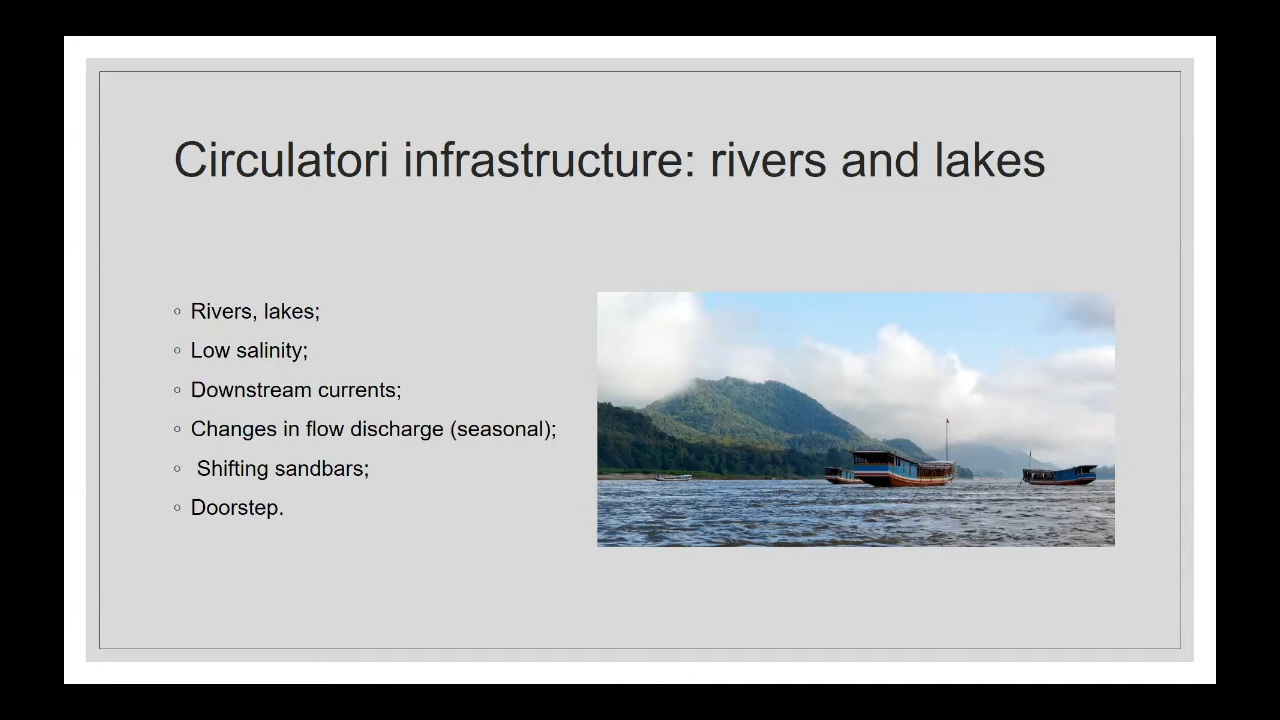 Circulatori infrastructure: rivers and lakes
◦ Rivers, lakes;
◦ Low salinity;
◦ Downstream currents;
◦ Changes in flow discharge (seasonal);
◦ Shifting sandbars;
◦ Doorstep.